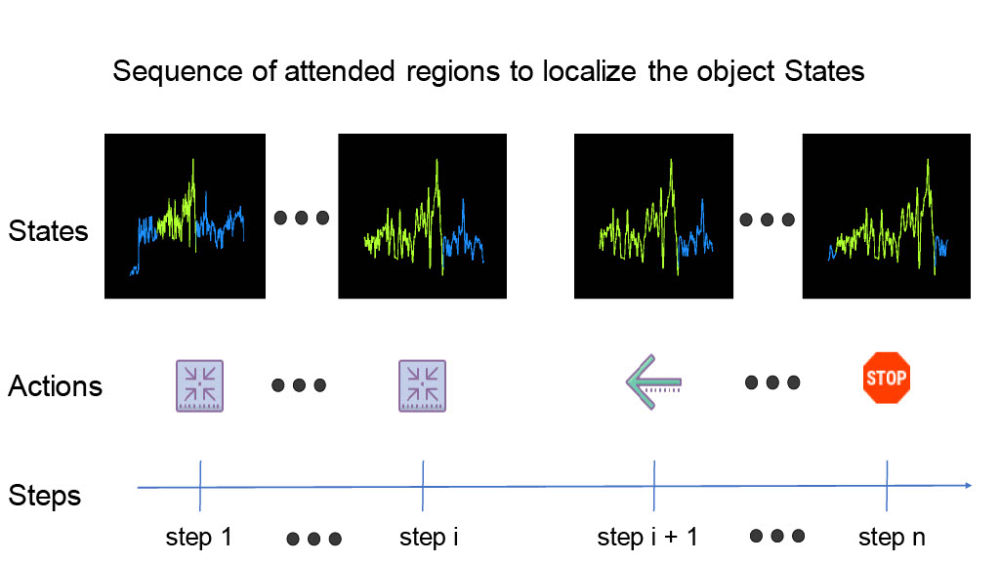 Sequence of attended regions to localize the object States
States
Actions
STOP
Steps
step 1
step i
step i + 1
step n